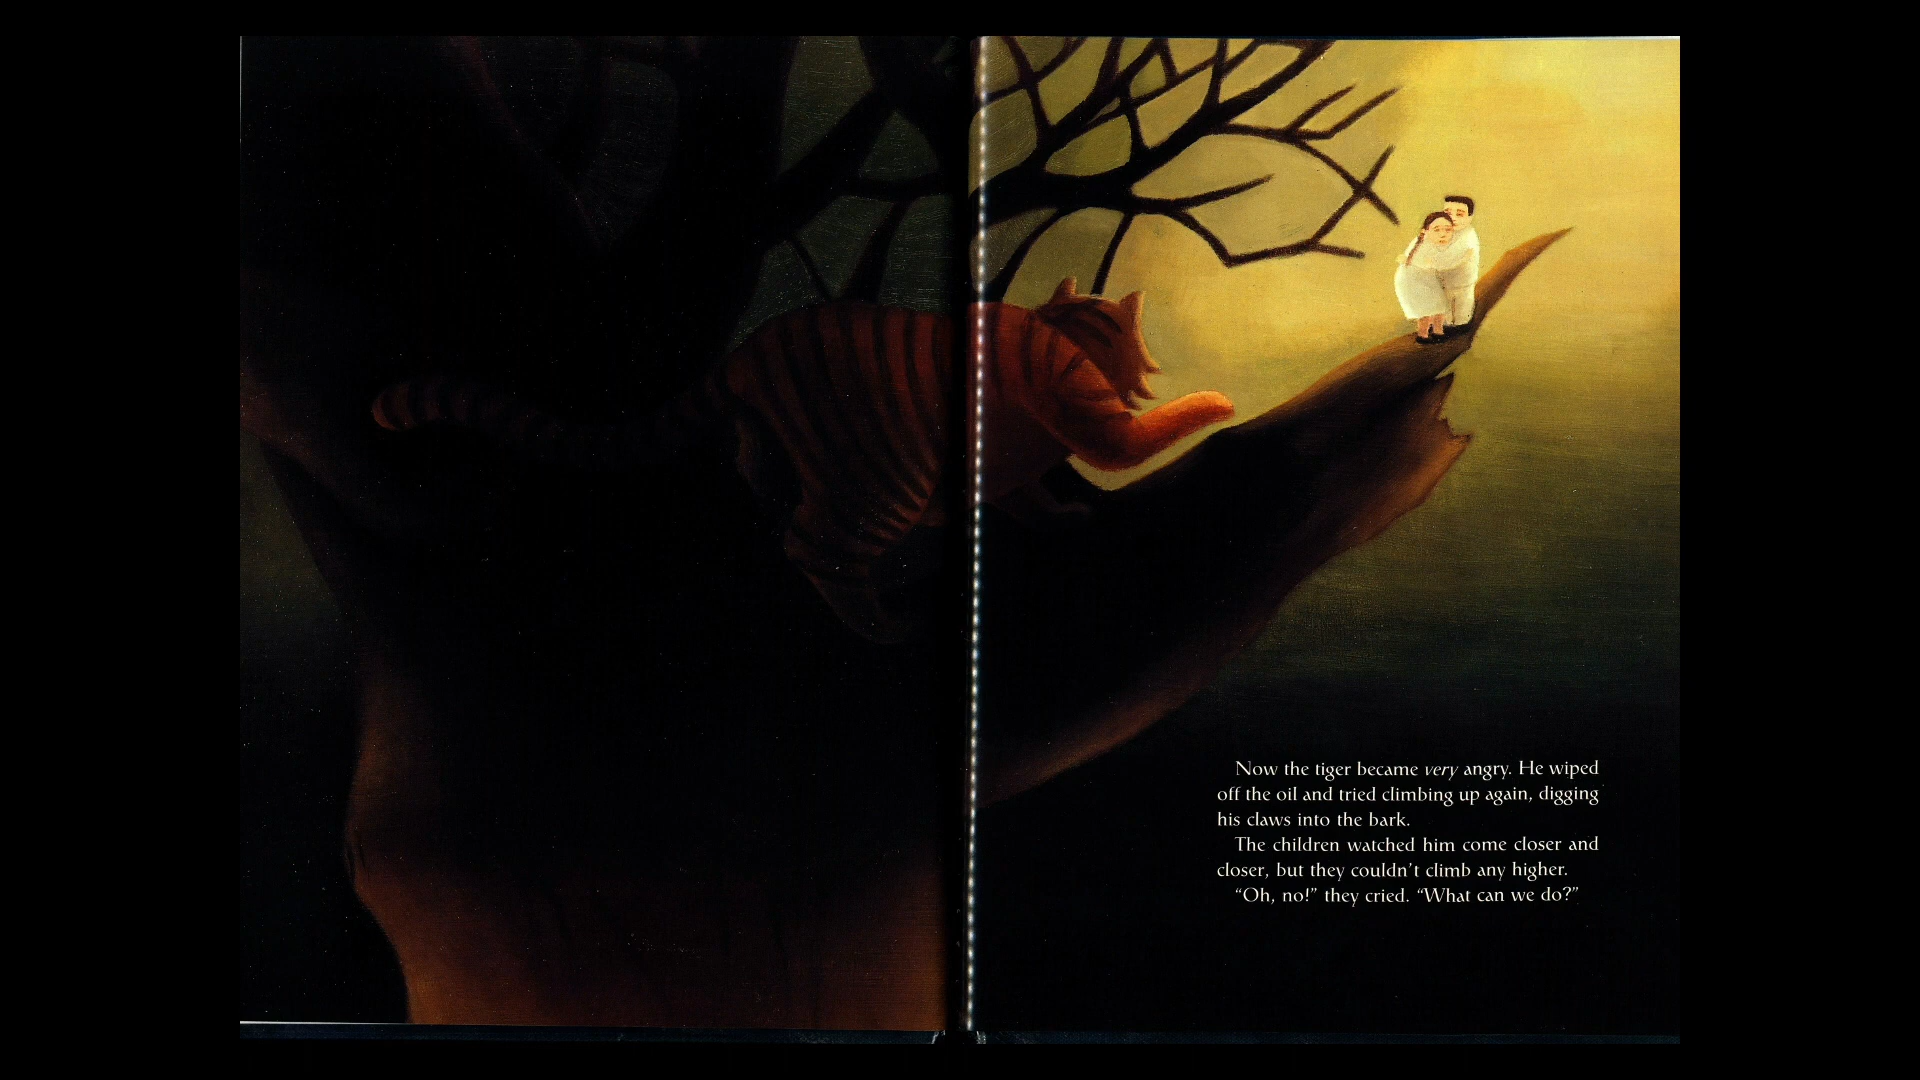 Now the tiger became very angry. He wiped
off the oil and tried climbing up again, digging
his claws into the bark.
The children watched him come closer and
closer, but they couldn’t climb any higher.
“Oh, no!” they cried. “What can we do?”